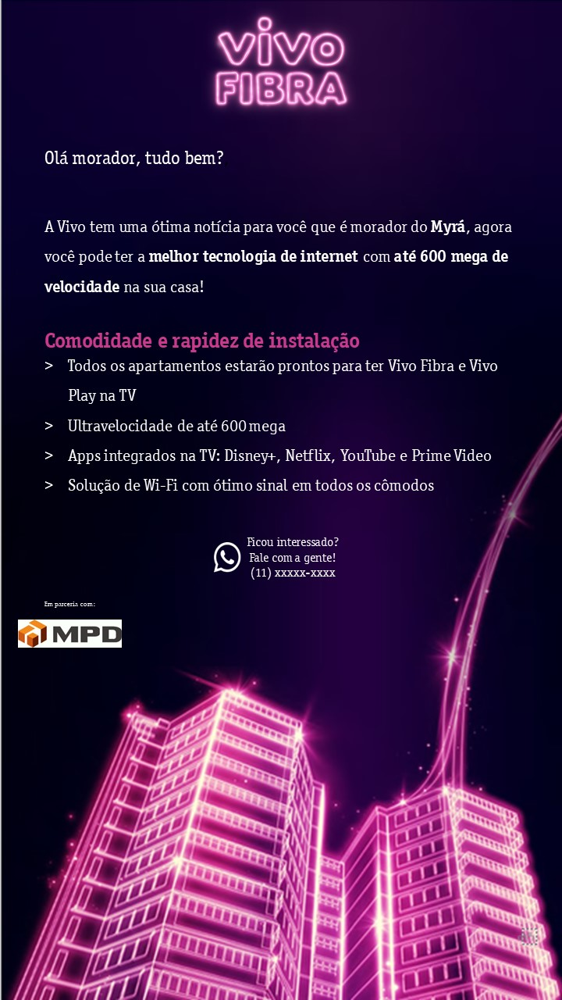 vivo
FIBRA
Olá morador, tudo bem?
A Vivo tem uma ótima notícia para você que é morador do Myrá, agora
você pode ter a melhor tecnologia de internet com até 600 mega de
velocidade na sua casa!
Comodidade e rapidez de instalação
> Todos os apartamentos estarão prontos para ter Vivo Fibra e Vivo
Play na TV
> Ultravelocidade de até 600 mega
> Apps integrados na TV: Disney+, Netflix, YouTube e Prime Video
> Solução de Wi-Fi com ótimo sinal em todos os cômodos
Ficou interessado?
Fale com a gente!
(11) xxxxx-xxxx
Em parceria com:
MPD